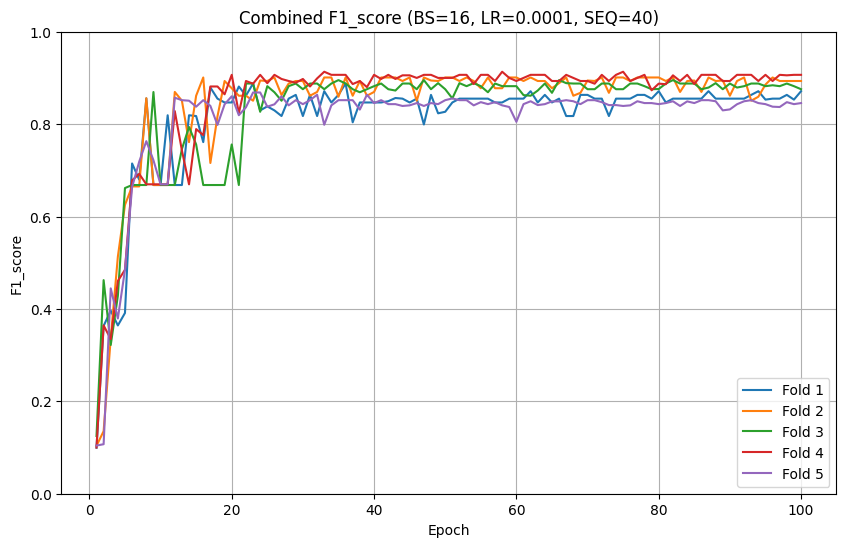 Combined F1_score (BS=16, LR=0.0001, SEQ=40)
1.0
0.8
0.6
0.4
0.2
0.0
F1_score
0 20 40 60 80 100
Epoch
Fold 1
Fold 2
Fold 3
Fold 4
Fold 5